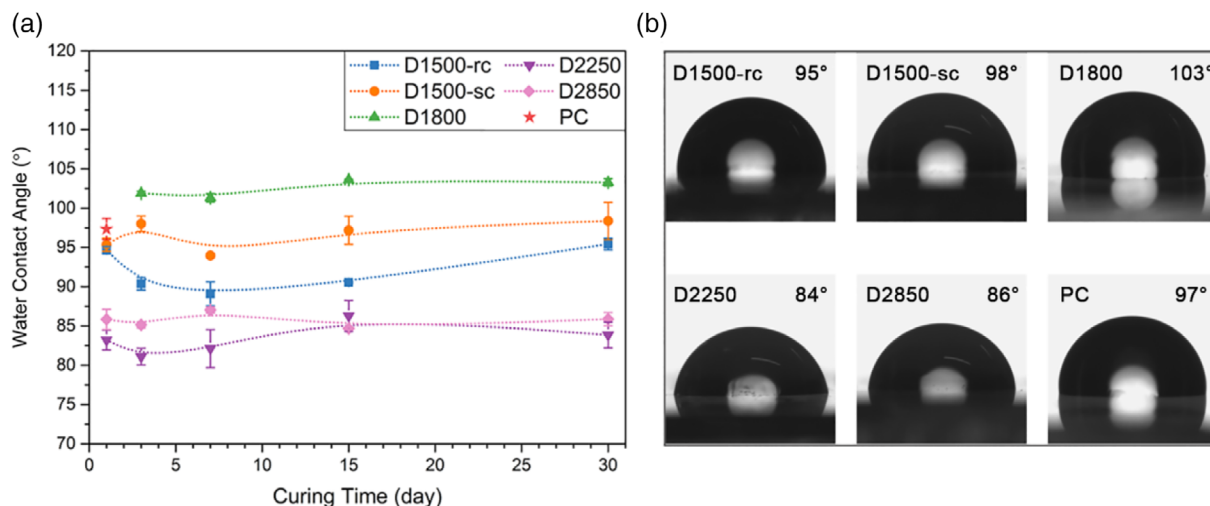 (a)
120
115
110
105
100
95
90
85
80
75
70
0
5
10
15
20
25
30
Water Contact Angle (°)
Curing Time (day)
D1500-rc
D2250
D1500-sc
D2850
D1800
PC
(b)
D1500-rc 95°
D1500-sc 98°
D1800 103°
D2250 84°
D2850 86°
PC 97°